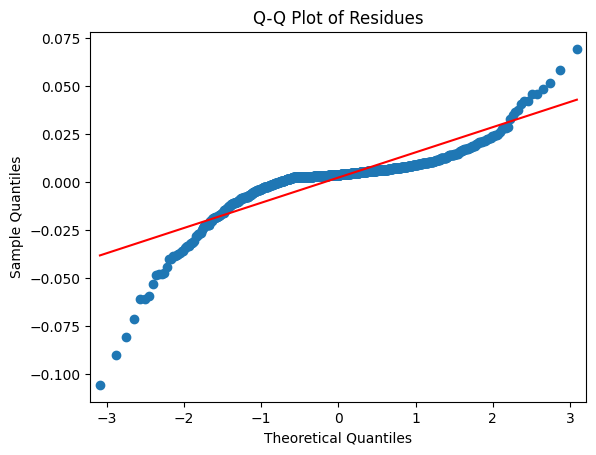 Q-Q Plot of Residues
0.075
0.050
0.025
0.000
−0.025
−0.050
−0.075
−0.100
Sample Quantiles
−3 −2 −1 0 1 2 3
Theoretical Quantiles